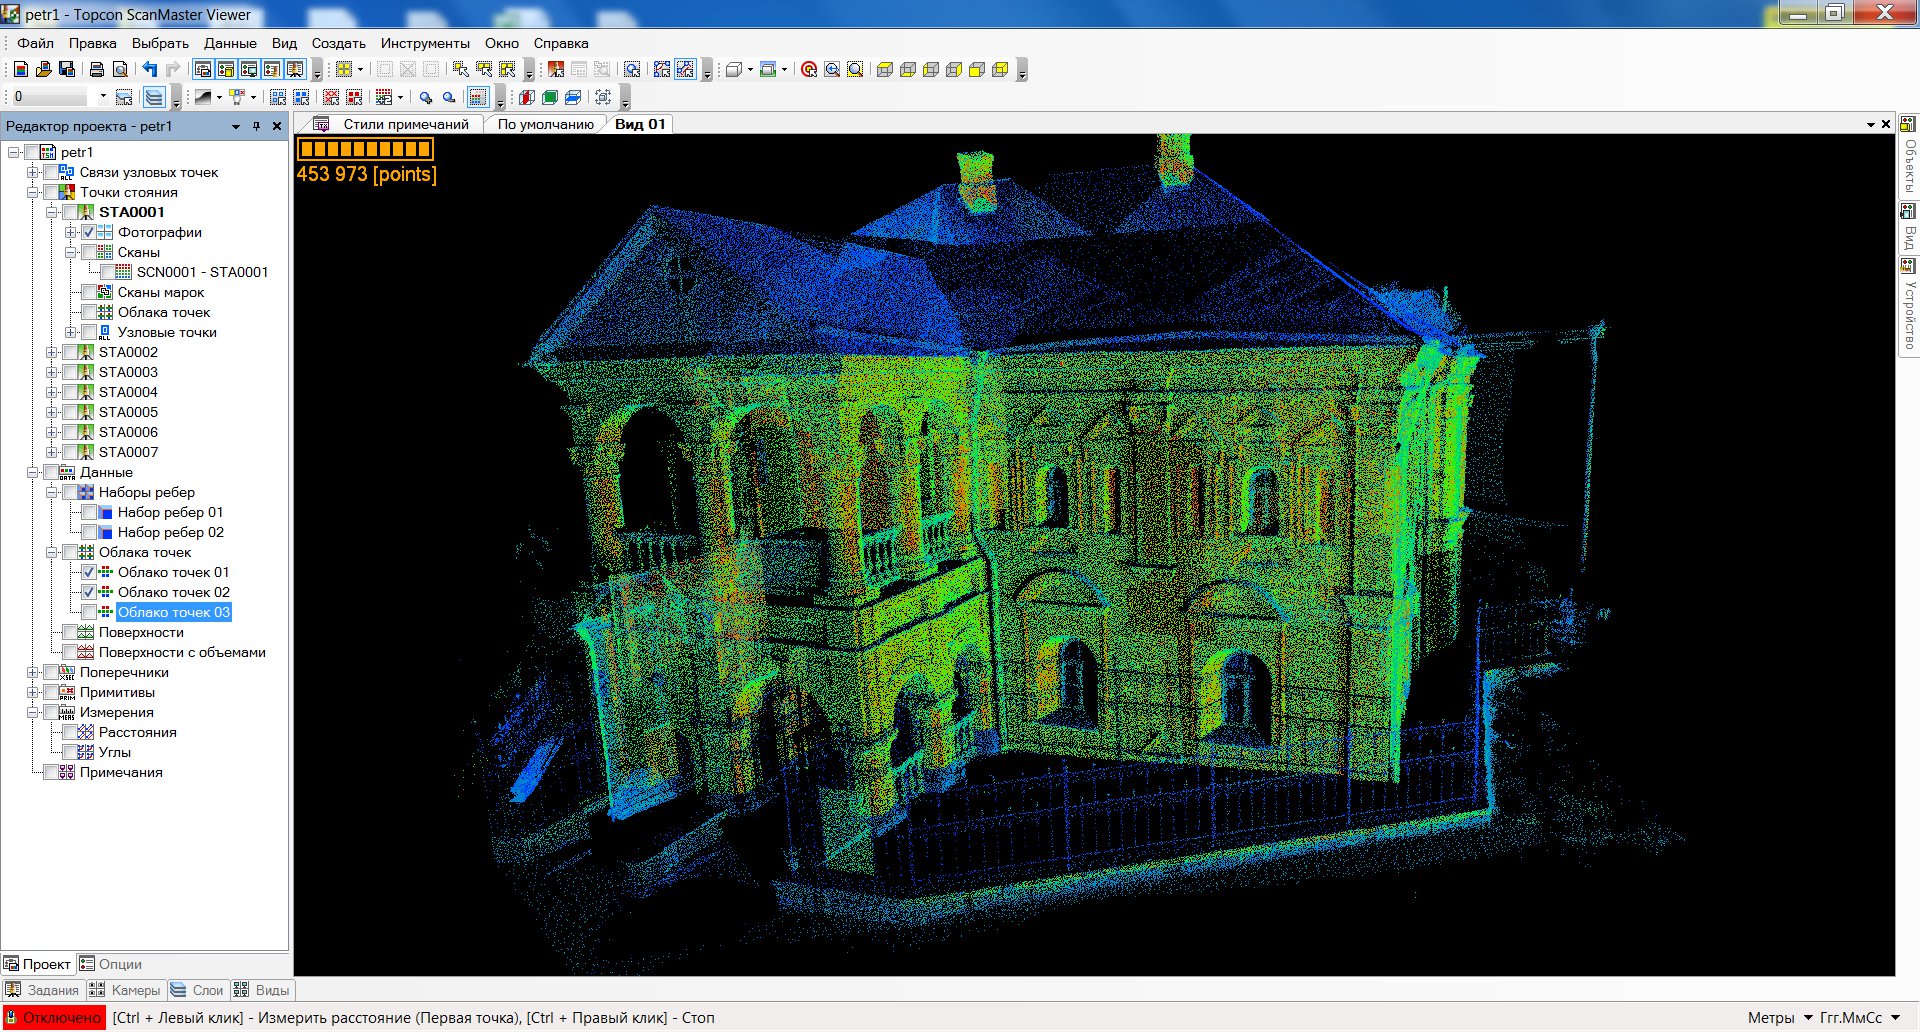 petr1 - Topcon ScanMaster Viewer
Файл Правка Выбрать Данные Вид Создать Инструменты Окно Справка
0
Редактор проекта - petr1
Стили примечаний По умолчанию Вид 01
453 973 [points]
petr1
Связи узловых точек
Точки стояния
STA0001
Фотографии
Сканы
SCN0001 - STA0001
Сканы марок
Облака точек
Узловые точки
STA0002
STA0003
STA0004
STA0005
STA0006
STA0007
Данные
Наборы ребер
Набор ребер 01
Набор ребер 02
Облака точек
Облако точек 01
Облако точек 02
Облако точек 03
Поверхности
Поверхности с объемами
Поперечники
Примитивы
Измерения
Расстояния
Углы
Примечания
Объекты
Вид
Устройство
Проект Опции
Задания Камеры Слои Виды
Отключено [Ctrl + Левый клик] - Измерить расстояние (Первая точка), [Ctrl + Правый клик] - Стоп Метры Ггг.МмСс